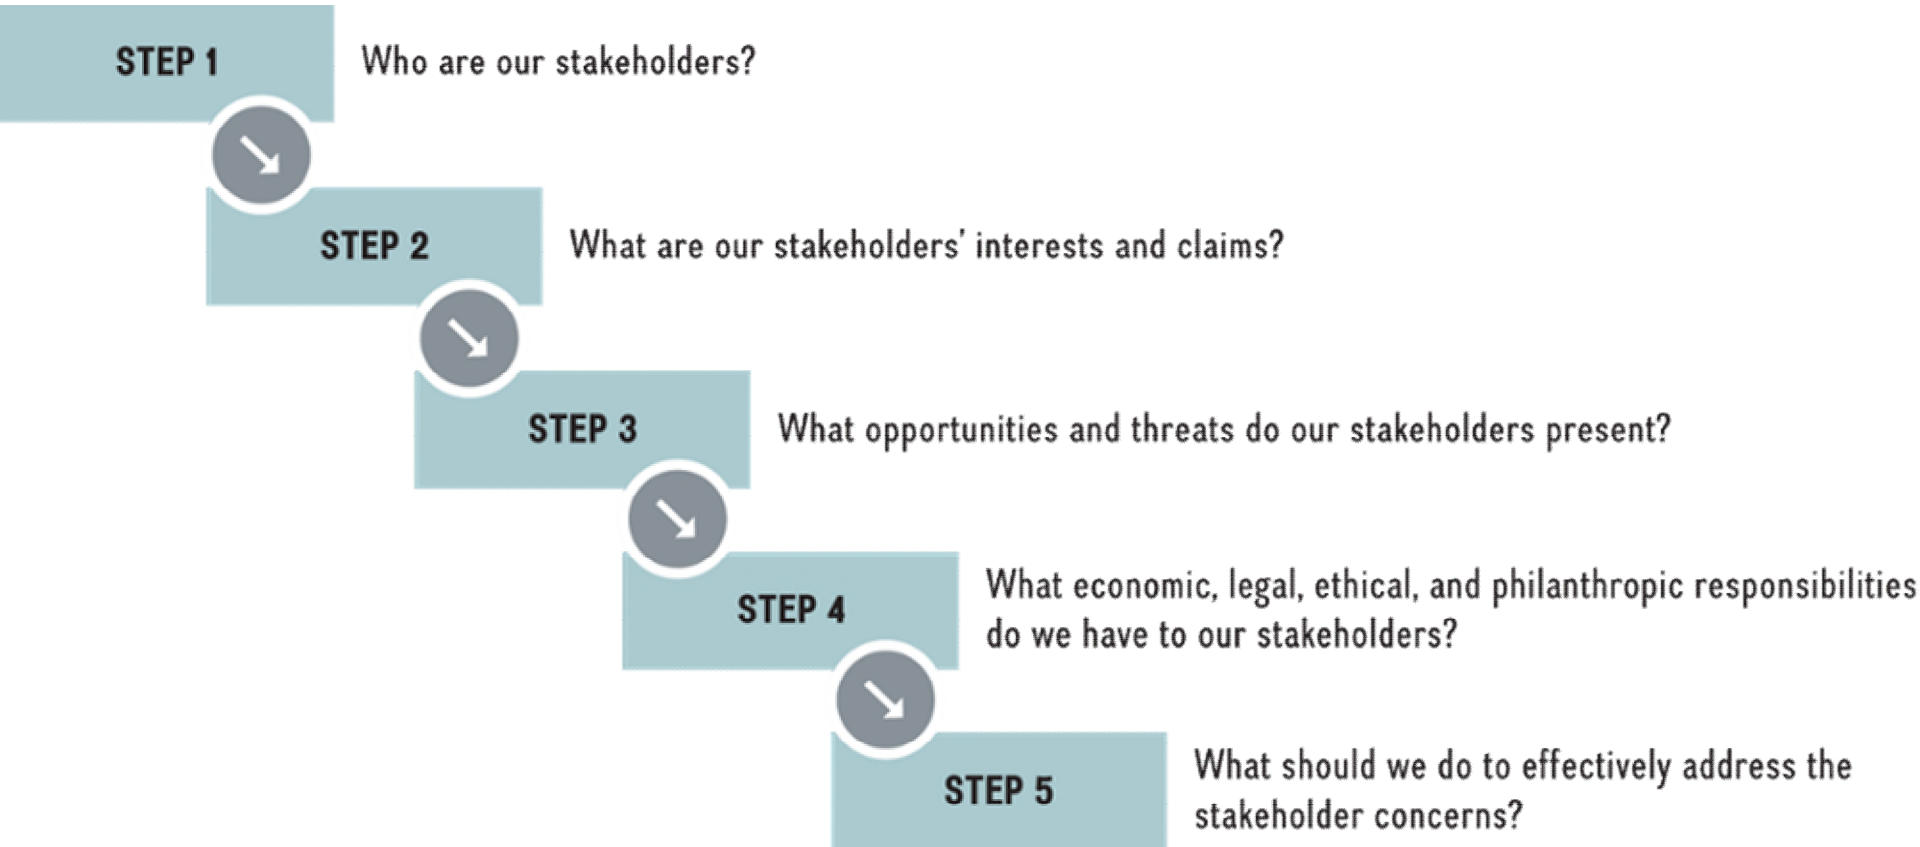 STEP 1
Who are our stakeholders?
STEP 2
What are our stakeholders’ interests and claims?
STEP 3
What opportunities and threats do our stakeholders present?
STEP 4
What economic, legal, ethical, and philanthropic responsibilities
do we have to our stakeholders?
STEP 5
What should we do to effectively address the
stakeholder concerns?